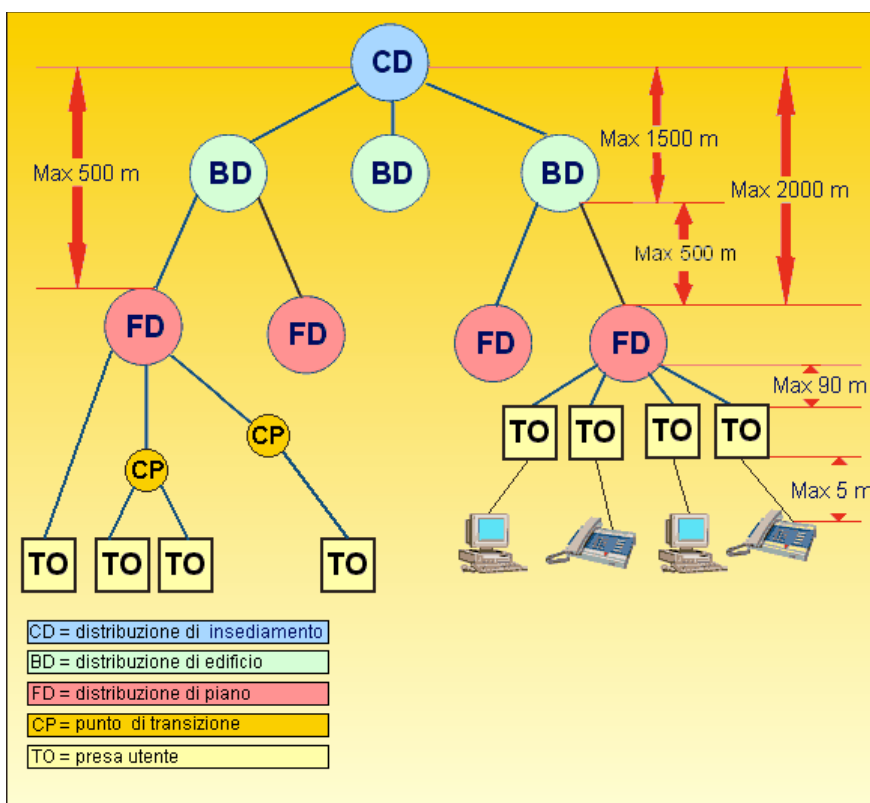 CD
Max 500 m
BD
BD
BD
Max 1500 m
Max 2000 m
Max 500 m
FD
FD
FD
FD
Max 90 m
CP
CP
TO
TO
TO
TO
Max 5 m
TO
TO
TO
TO
CD = distribuzione di insediamento
BD = distribuzione di edificio
FD = distribuzione di piano
CP = punto di transizione
TO = presa utente